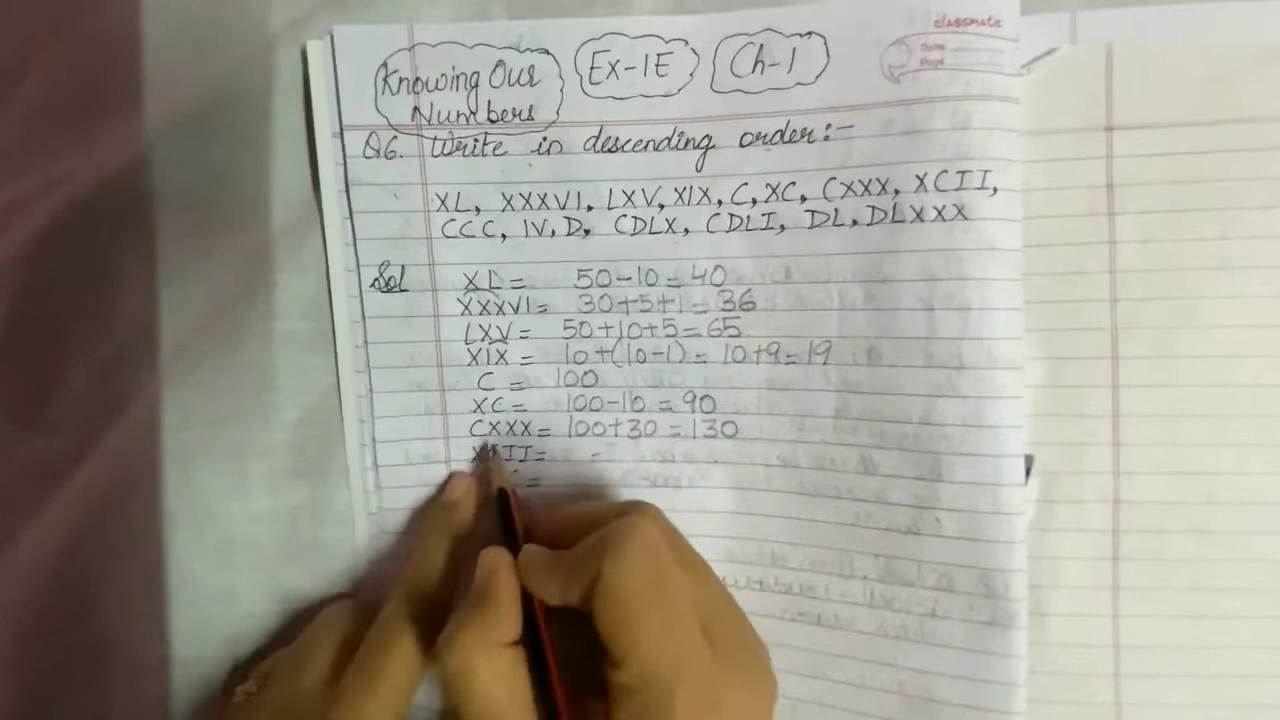 classmate
Knowing Our Numbers
Ex-1E
Ch-1
Q6. Write in descending order:-
XL, XXXVI, LXV, XIX, C, XC, CXXX, XCII,
CCC, IV, D, CDLX, CDLI, DL, DLXXX
Sol
XL = 50-10 = 40
XXXVI = 30+5+1 = 36
LXV = 50+10+5=65
XIX = 10+(10-1) = 10+9=19
C = 100
XC = 100-10 = 90
CXXX = 100+30 = 130
=
=